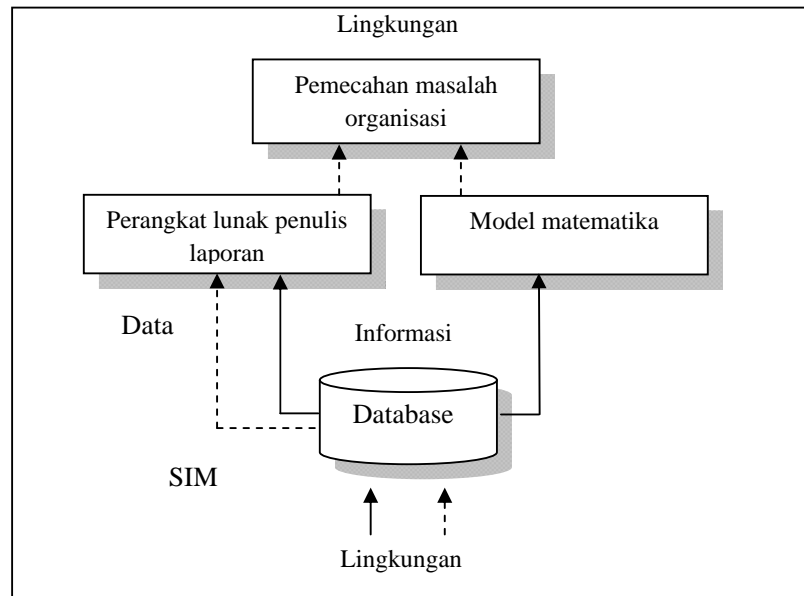 Lingkungan
Pemecahan masalah
organisasi
Perangkat lunak penulis
laporan
Model matematika
Data
Informasi
Database
SIM
Lingkungan